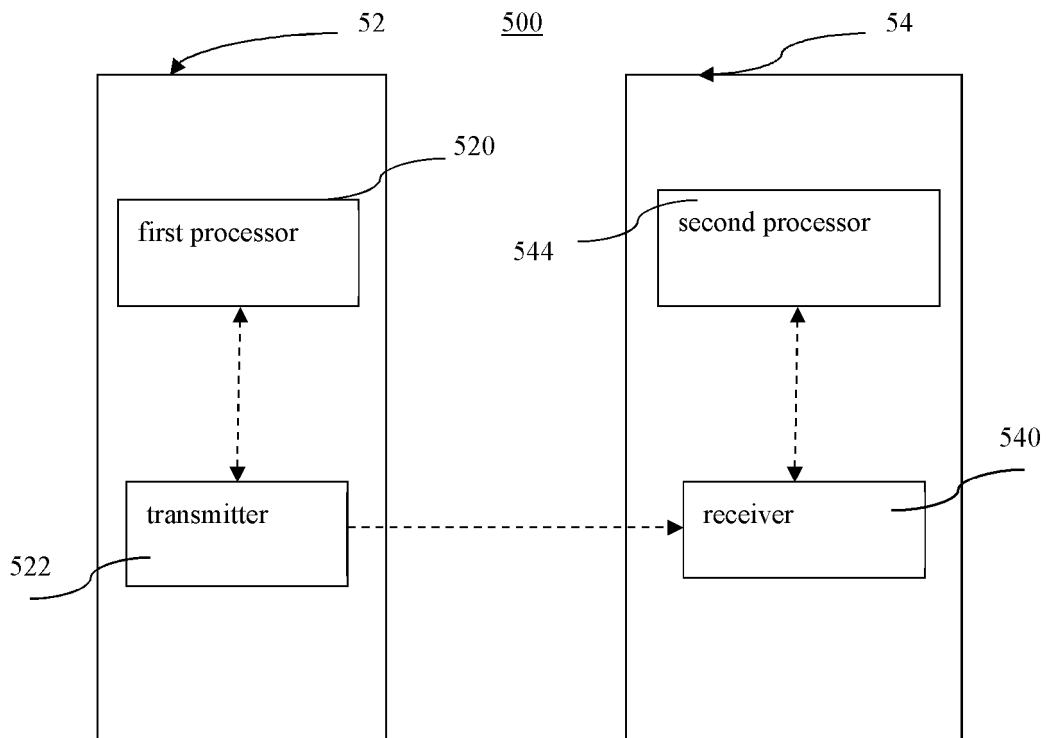 52
500
54
520
first processor
second processor
544
540
transmitter
receiver
522